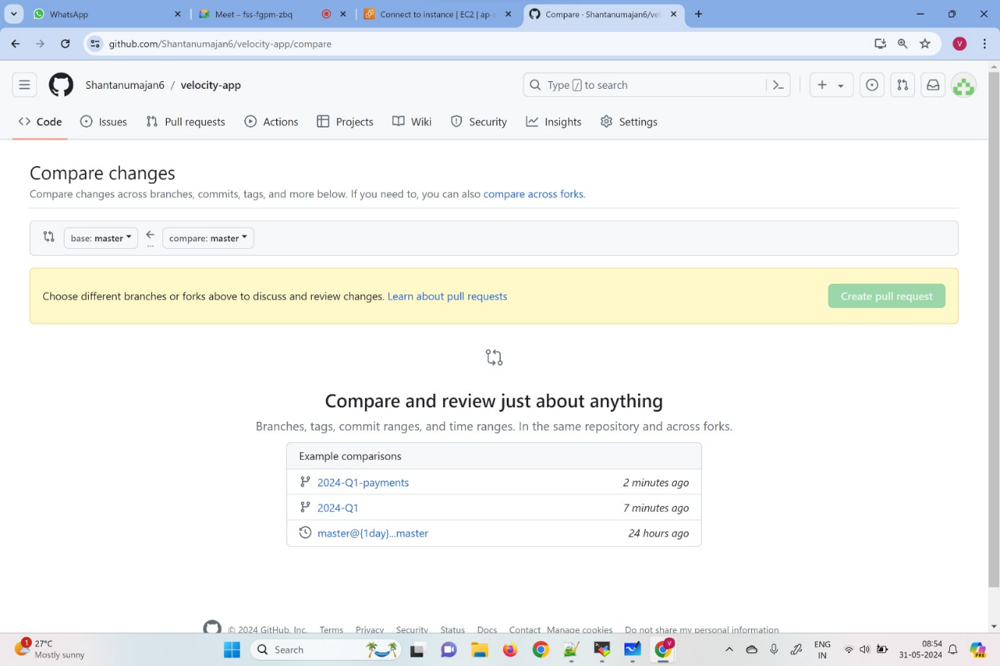 WhatsApp
Meet – fss-fgpm-zbq
Connect to instance | EC2 | ap-s
Compare · Shantanumajan6/vel
github.com/Shantanumajan6/velocity-app/compare
V
Shantanumajan6 / velocity-app
Type / to search
Code Issues Pull requests Actions Projects Wiki Security Insights Settings
Compare changes
Compare changes across branches, commits, tags, and more below. If you need to, you can also compare across forks.
base: master
...
compare: master
Choose different branches or forks above to discuss and review changes. Learn about pull requests
Create pull request
Compare and review just about anything
Branches, tags, commit ranges, and time ranges. In the same repository and across forks.
Example comparisons
2024-Q1-payments 2 minutes ago
2024-Q1 7 minutes ago
master@{1day}...master 24 hours ago
© 2024 GitHub, Inc. Terms Privacy Security Status Docs Contact Manage cookies Do not share my personal information
1
27°C
Mostly sunny
Search
V
ENG
IN
08:54
31-05-2024
PRE